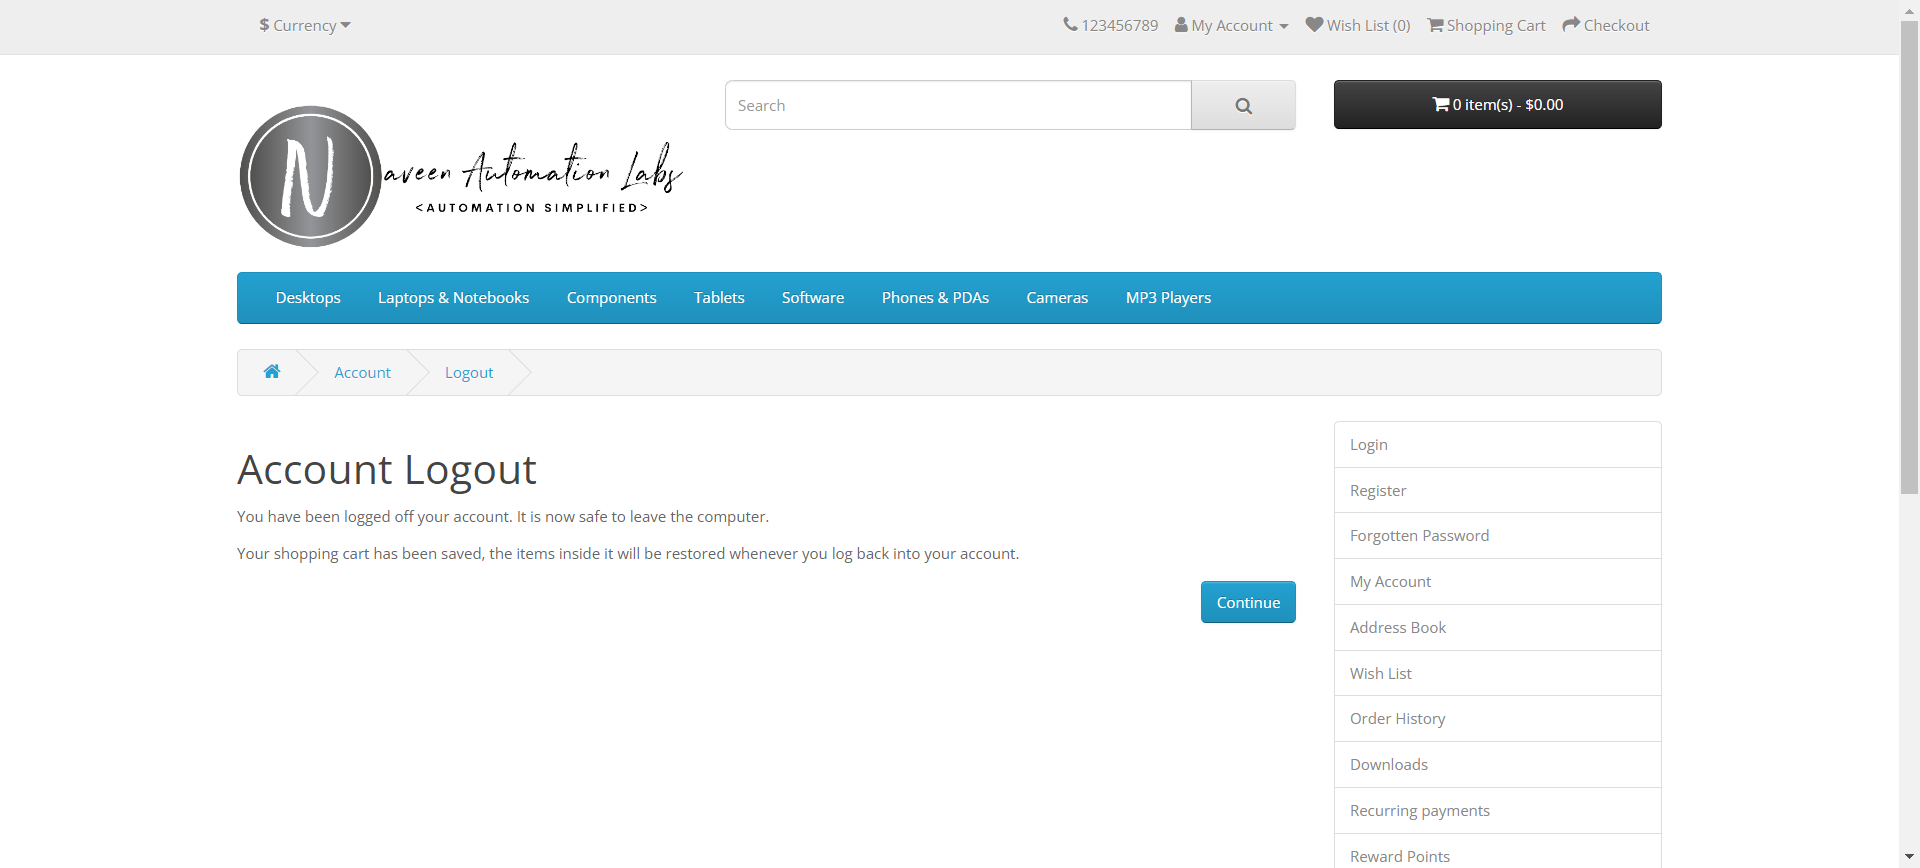 $ Currency
123456789 My Account Wish List (0) Shopping Cart Checkout
Search
0 item(s) - $0.00
N
aveen Automation Labs
<AUTOMATION SIMPLIFIED>
Desktops Laptops & Notebooks Components Tablets Software Phones & PDAs Cameras MP3 Players
Account Logout
Account Logout
You have been logged off your account. It is now safe to leave the computer.
Your shopping cart has been saved, the items inside it will be restored whenever you log back into your account.
Continue
Login
Register
Forgotten Password
My Account
Address Book
Wish List
Order History
Downloads
Recurring payments
Reward Points